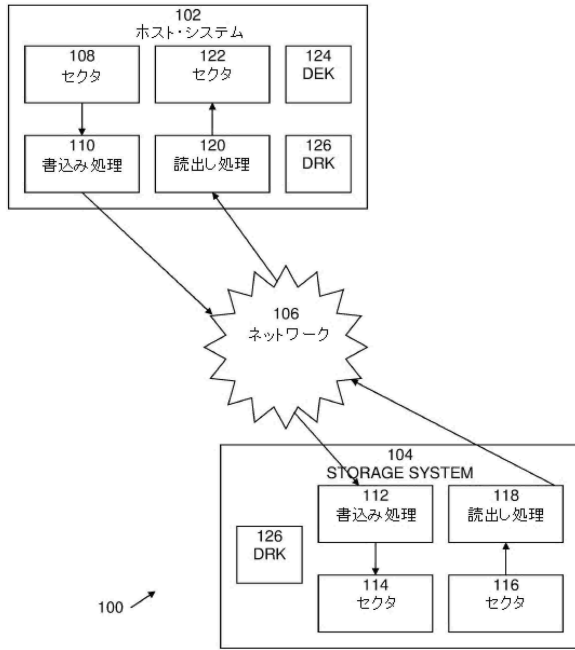 102
ホスト・システム
108
セクタ
122
セクタ
124
DEK
110
書込み処理
120
読出し処理
126
DRK
106
ネットワーク
104
STORAGE SYSTEM
112
書込み処理
118
読出し処理
126
DRK
114
セクタ
116
セクタ
100